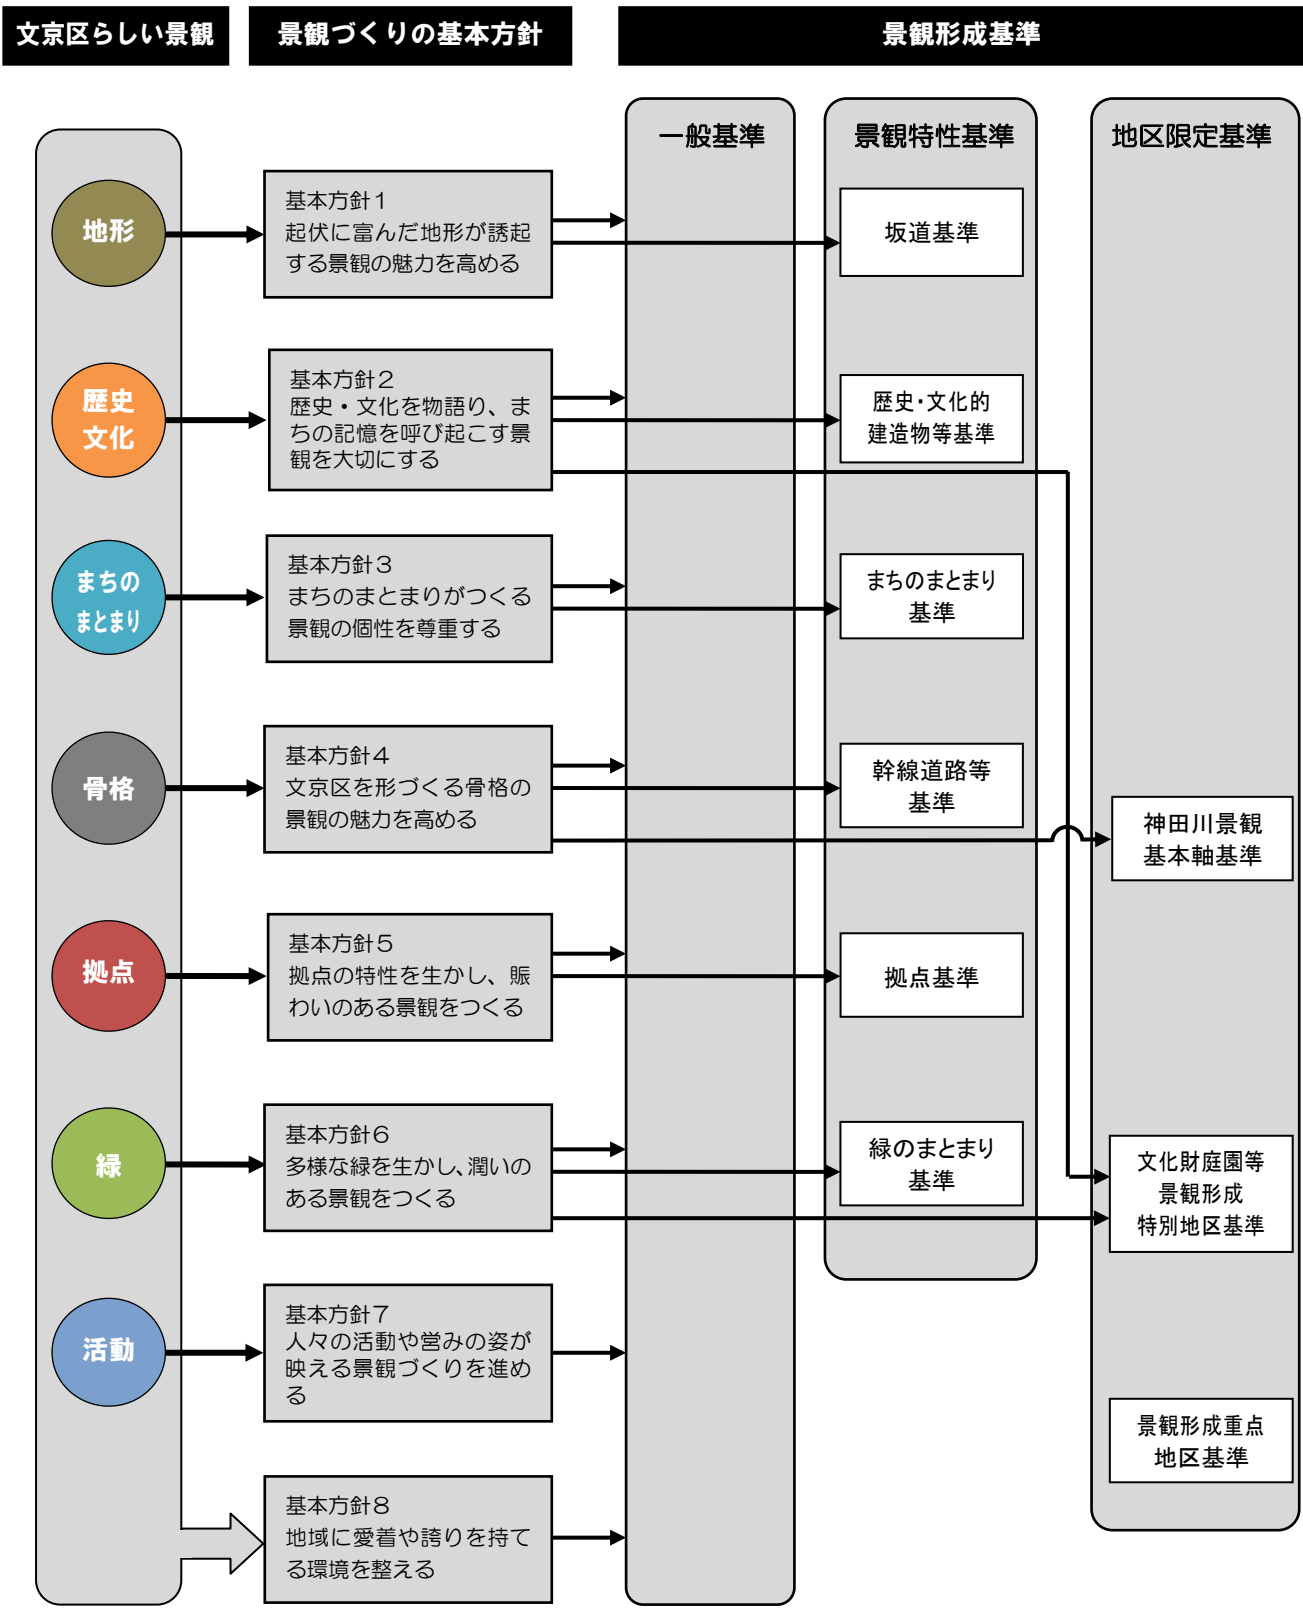 文京区らしい景観
景観づくりの基本方針
景観形成基準
一般基準
景観特性基準
地区限定基準
地形
基本方針1
起伏に富んだ地形が誘起
する景観の魅力を高める
坂道基準
歴史
文化
基本方針2
歴史・文化を物語り、ま
ちの記憶を呼び起こす景
観を大切にする
歴史・文化的
建造物等基準
まちの
まとまり
基本方針3
まちのまとまりがつくる
景観の個性を尊重する
まちのまとまり
基準
骨格
基本方針4
文京区を形づくる骨格の
景観の魅力を高める
幹線道路等
基準
神田川景観
基本軸基準
拠点
基本方針5
拠点の特性を生かし、賑
わいのある景観をつくる
拠点基準
緑
基本方針6
多様な緑を生かし、潤いの
ある景観をつくる
緑のまとまり
基準
文化財庭園等
景観形成
特別地区基準
活動
基本方針7
人々の活動や営みの姿が
映える景観づくりを進め
る
景観形成重点
地区基準
基本方針8
地域に愛着や誇りを持て
る環境を整える